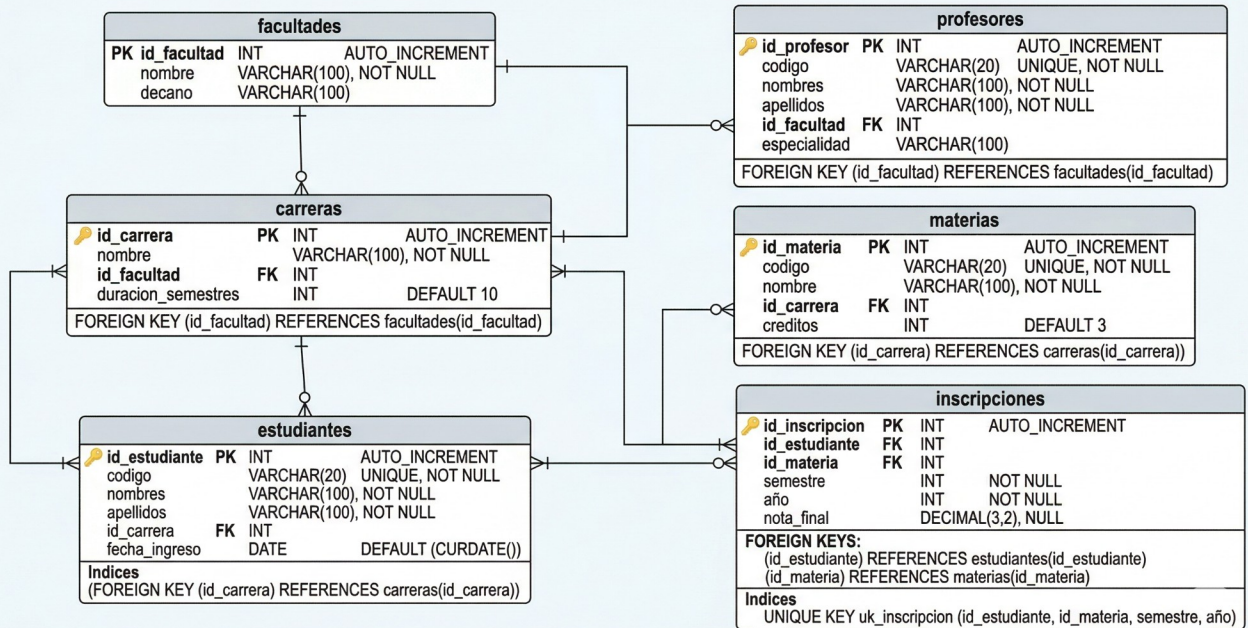 facultades
PK id_facultad INT AUTO_INCREMENT
nombre VARCHAR(100), NOT NULL
decano VARCHAR(100)
profesores
id_profesor PK INT AUTO_INCREMENT
codigo VARCHAR(20) UNIQUE, NOT NULL
nombres VARCHAR(100), NOT NULL
apellidos VARCHAR(100), NOT NULL
id_facultad FK INT
especialidad VARCHAR(100)
FOREIGN KEY (id_facultad) REFERENCES facultades(id_facultad)
carreras
id_carrera PK INT AUTO_INCREMENT
nombre VARCHAR(100), NOT NULL
id_facultad FK INT
duracion_semestres INT DEFAULT 10
FOREIGN KEY (id_facultad) REFERENCES facultades(id_facultad)
materias
id_materia PK INT AUTO_INCREMENT
codigo VARCHAR(20) UNIQUE, NOT NULL
nombre VARCHAR(100), NOT NULL
id_carrera FK INT
creditos INT DEFAULT 3
FOREIGN KEY (id_carrera) REFERENCES carreras(id_carrera))
estudiantes
id_estudiante PK INT AUTO_INCREMENT
codigo VARCHAR(20) UNIQUE, NOT NULL
nombres VARCHAR(100), NOT NULL
apellidos VARCHAR(100), NOT NULL
id_carrera FK INT
fecha_ingreso DATE DEFAULT (CURDATE())
Indices
(FOREIGN KEY (id_carrera) REFERENCES carreras(id_carrera))
inscripciones
id_inscripcion PK INT AUTO_INCREMENT
id_estudiante FK INT
id_materia FK INT
semestre INT NOT NULL
año INT NOT NULL
nota_final DECIMAL(3,2), NULL
FOREIGN KEYS:
(id_estudiante) REFERENCES estudiantes(id_estudiante)
(id_materia) REFERENCES materias(id_materia)
Indices
UNIQUE KEY uk_inscripcion (id_estudiante, id_materia, semestre, año)